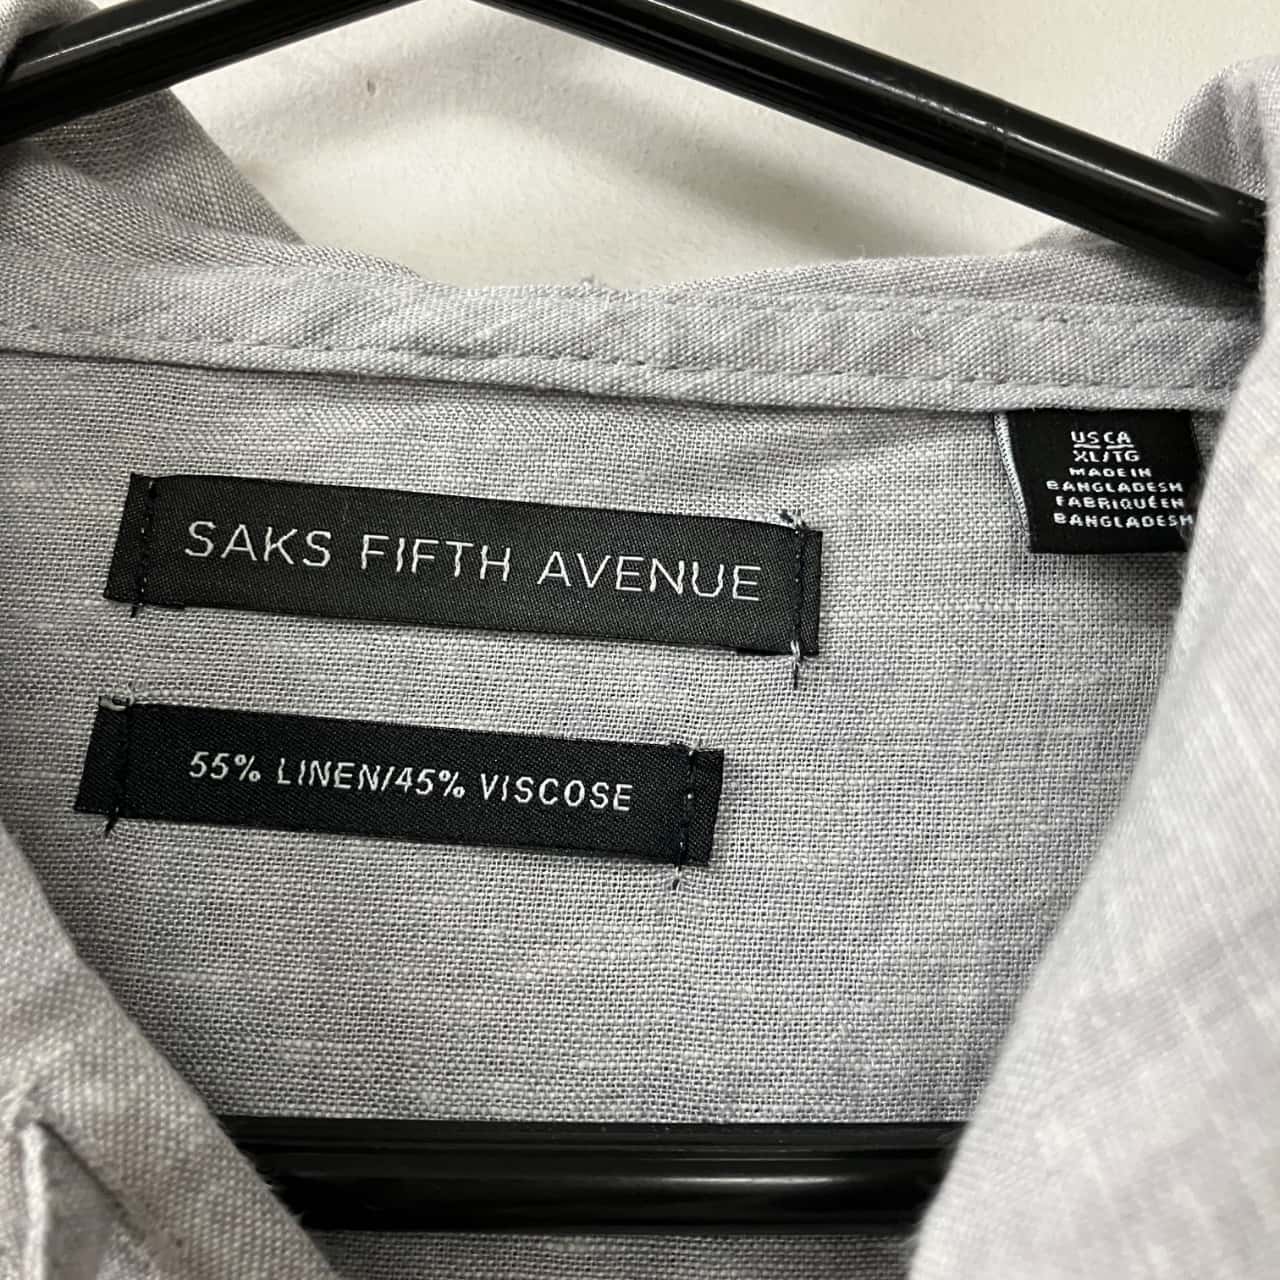 SAKS FIFTH AVENUE
55% LINEN/45% VISCOSE
US CA
XL/TG
MADE IN
BANGLADESH
FABRIQUÉ EN
BANGLADESH